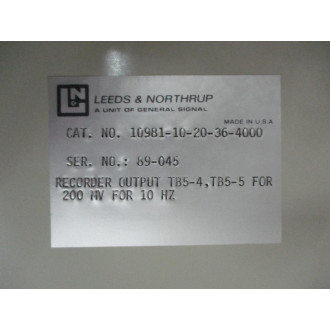 LN
LEEDS & NORTHRUP
A UNIT OF GENERAL SIGNAL
MADE IN U.S.A.
CAT. NO. 10981-10-20-36-4000
SER. NO.: 89-045
RECORDER OUTPUT TB5-4,TB5-5 FOR
200 MV FOR 10 HZ